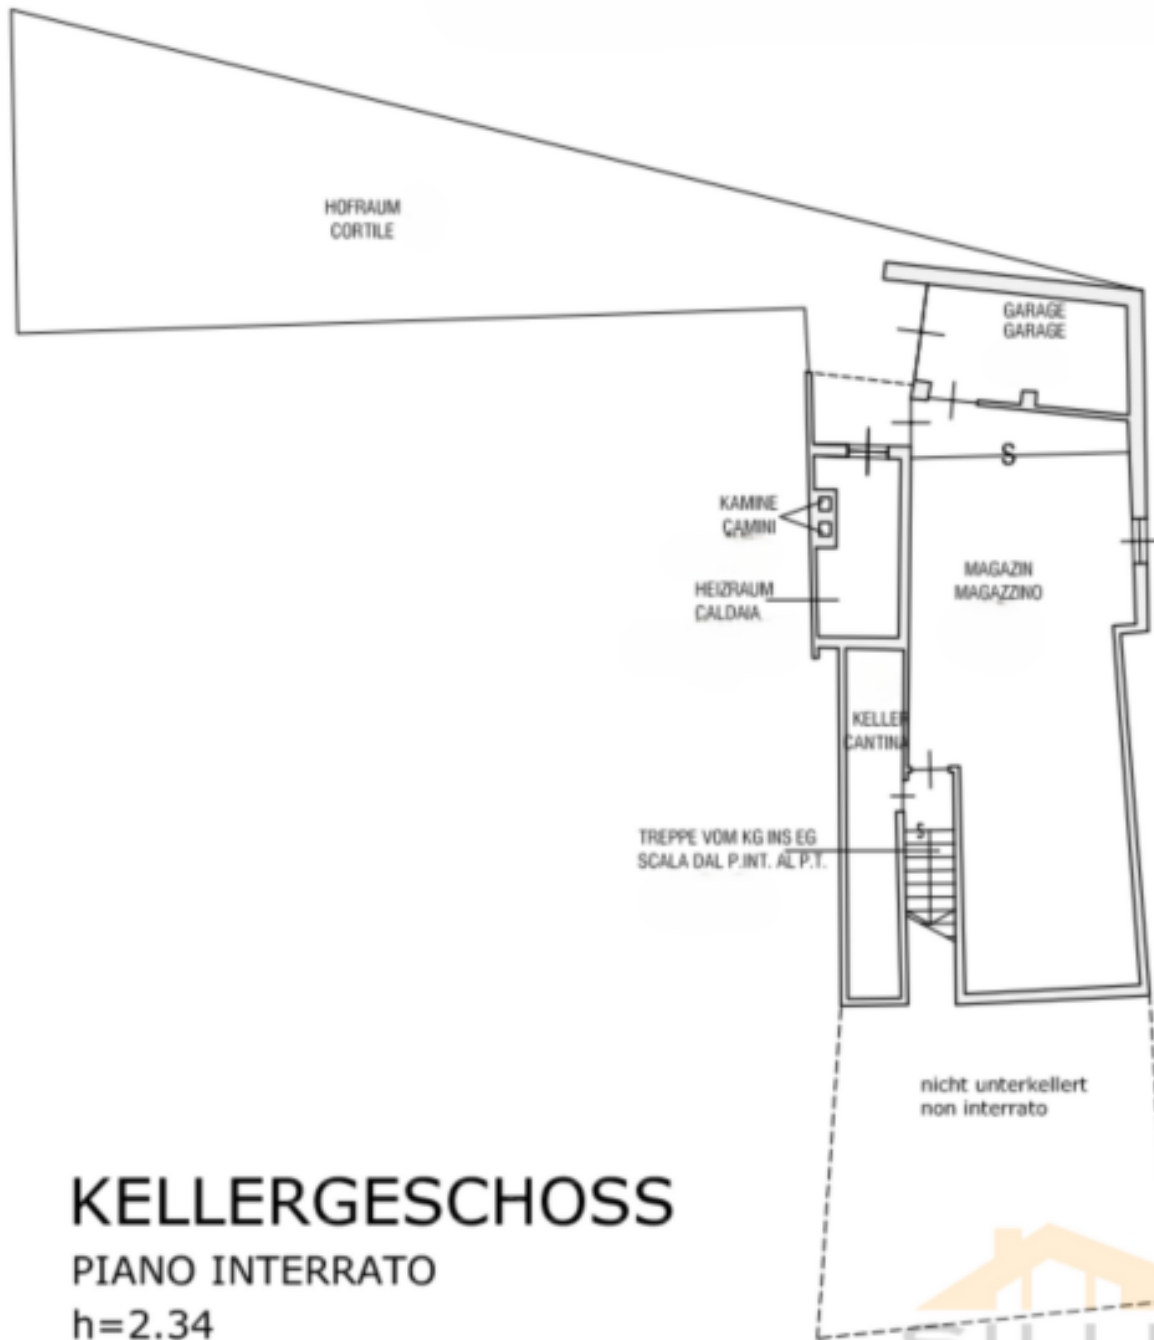 HOFRAUM
CORTILE
GARAGE
GARAGE
S
KAMINE
CAMINI
MAGAZIN
MAGAZZINO
HEIZRAUM
CALDAIA
KELLER
CANTINA
S
TREPPE VOM KG INS EG
SCALA DAL P.INT. AL P.T.
nicht unterkellert
non interrato
KELLERGESCHOSS
PIANO INTERRATO
h=2.34